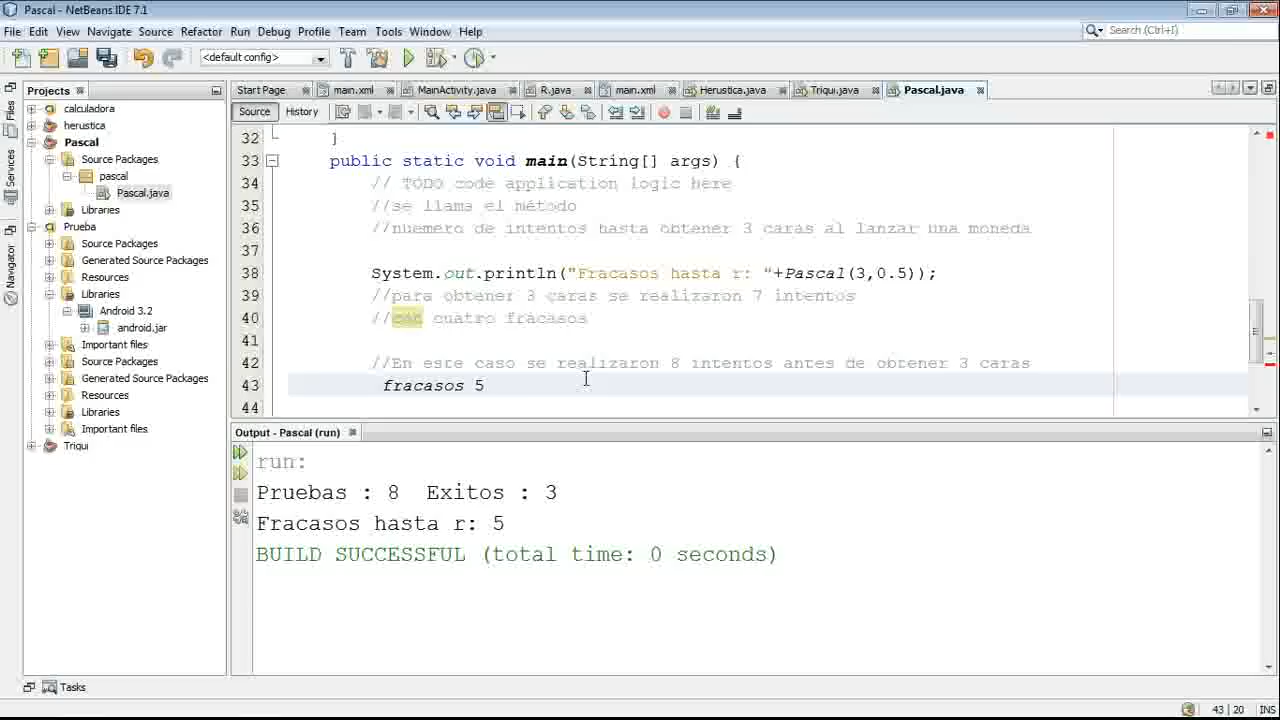 Pascal - NetBeans IDE 7.1
File Edit View Navigate Source Refactor Run Debug Profile Team Tools Window Help
Search (Ctrl+I)
<default config>
Projects
Start Page main.xml MainActivity.java R.java main.xml Herustica.java Triqui.java Pascal.java
Source History
Files
Services
Navigator
calculadora
herustica
Pascal
Source Packages
pascal
Pascal.java
Libraries
Prueba
Source Packages
Generated Source Packages
Resources
Libraries
Android 3.2
android.jar
Important files
Source Packages
Generated Source Packages
Resources
Libraries
Important files
Triqui
32 }
33 public static void main(String[] args) {
34 // TODO code application logic here
35 //se llama el método
36 //nuemero de intentos hasta obtener 3 caras al lanzar una moneda
37
38 System.out.println("Fracasos hasta r: "+Pascal(3,0.5));
39 //para obtener 3 caras se realizaron 7 intentos
40 //con cuatro fracasos
41
42 //En este caso se realizaron 8 intentos antes de obtener 3 caras
43 fracasos 5
44
Output - Pascal (run)
run:
Pruebas : 8  Exitos : 3
Fracasos hasta r: 5
BUILD SUCCESSFUL (total time: 0 seconds)
Tasks
43 | 20 INS